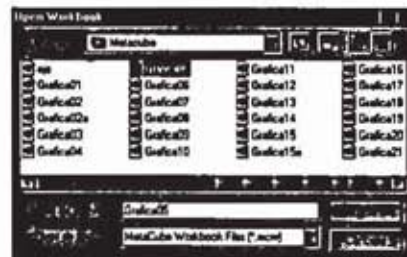 Open Workbook
Metacube
eje Grafica11 Grafica16
Grafica01 Grafica06 Grafica12 Grafica17
Grafica02 Grafica07 Grafica13 Grafica18
Grafica02a Grafica08 Grafica14 Grafica19
Grafica03 Grafica09 Grafica15 Grafica20
Grafica04 Grafica10 Grafica15a Grafica21
Grafica05
MetaCube Workbook Files (*.mcw)